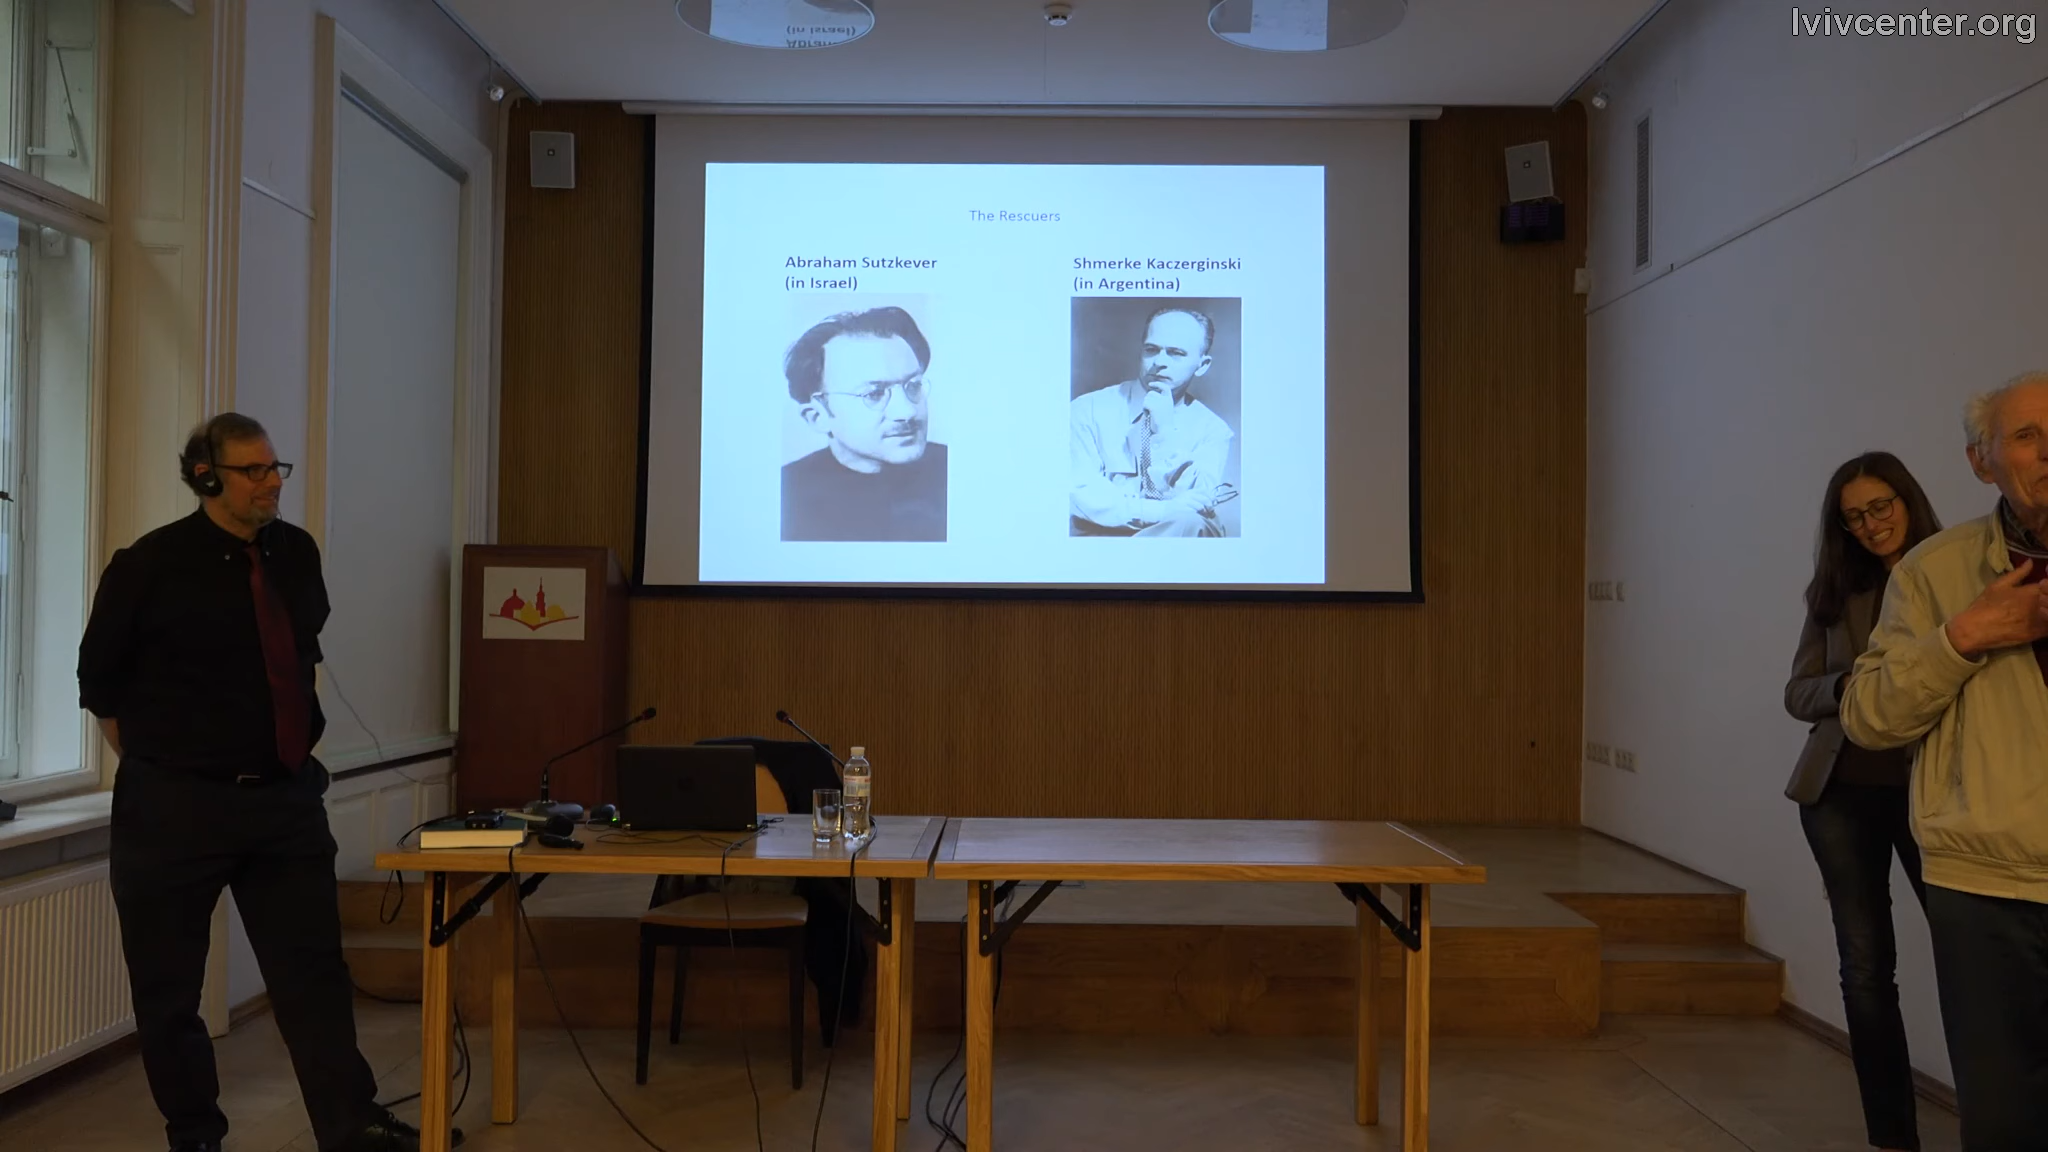 lvivcenter.org
The Rescuers
Abraham Sutzkever
(in Israel)
Shmerke Kaczerginski
(in Argentina)